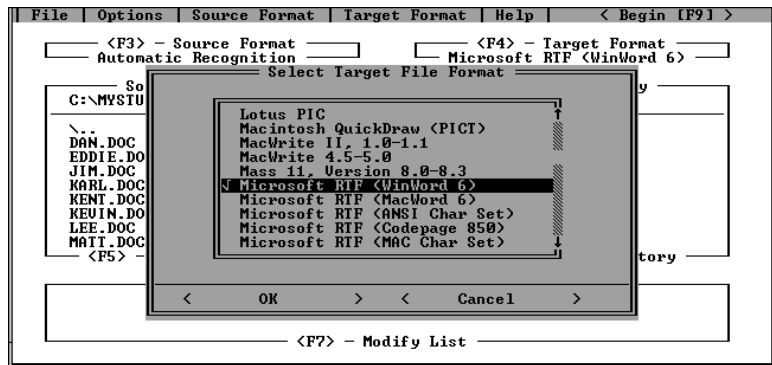 File Options Source Format Target Format Help < Begin [F9] >
<F3> - Source Format
Automatic Recognition
<F4> - Target Format
Microsoft RTF (WinWord 6)
Select Target File Format
So
y
C:\MYSTU
\..
DAN.DOC
EDDIE.DO
JIM.DOC
KARL.DOC
KENT.DOC
KEVIN.DO
LEE.DOC
MATT.DOC
<F5> -
tory
Lotus PIC
Macintosh QuickDraw (PICT)
MacWrite II, 1.0-1.1
MacWrite 4.5-5.0
Mass 11, Version 8.0-8.3
√ Microsoft RTF (WinWord 6)
Microsoft RTF (MacWord 6)
Microsoft RTF (ANSI Char Set)
Microsoft RTF (Codepage 850)
Microsoft RTF (MAC Char Set)
< OK > < Cancel >
<F7> - Modify List